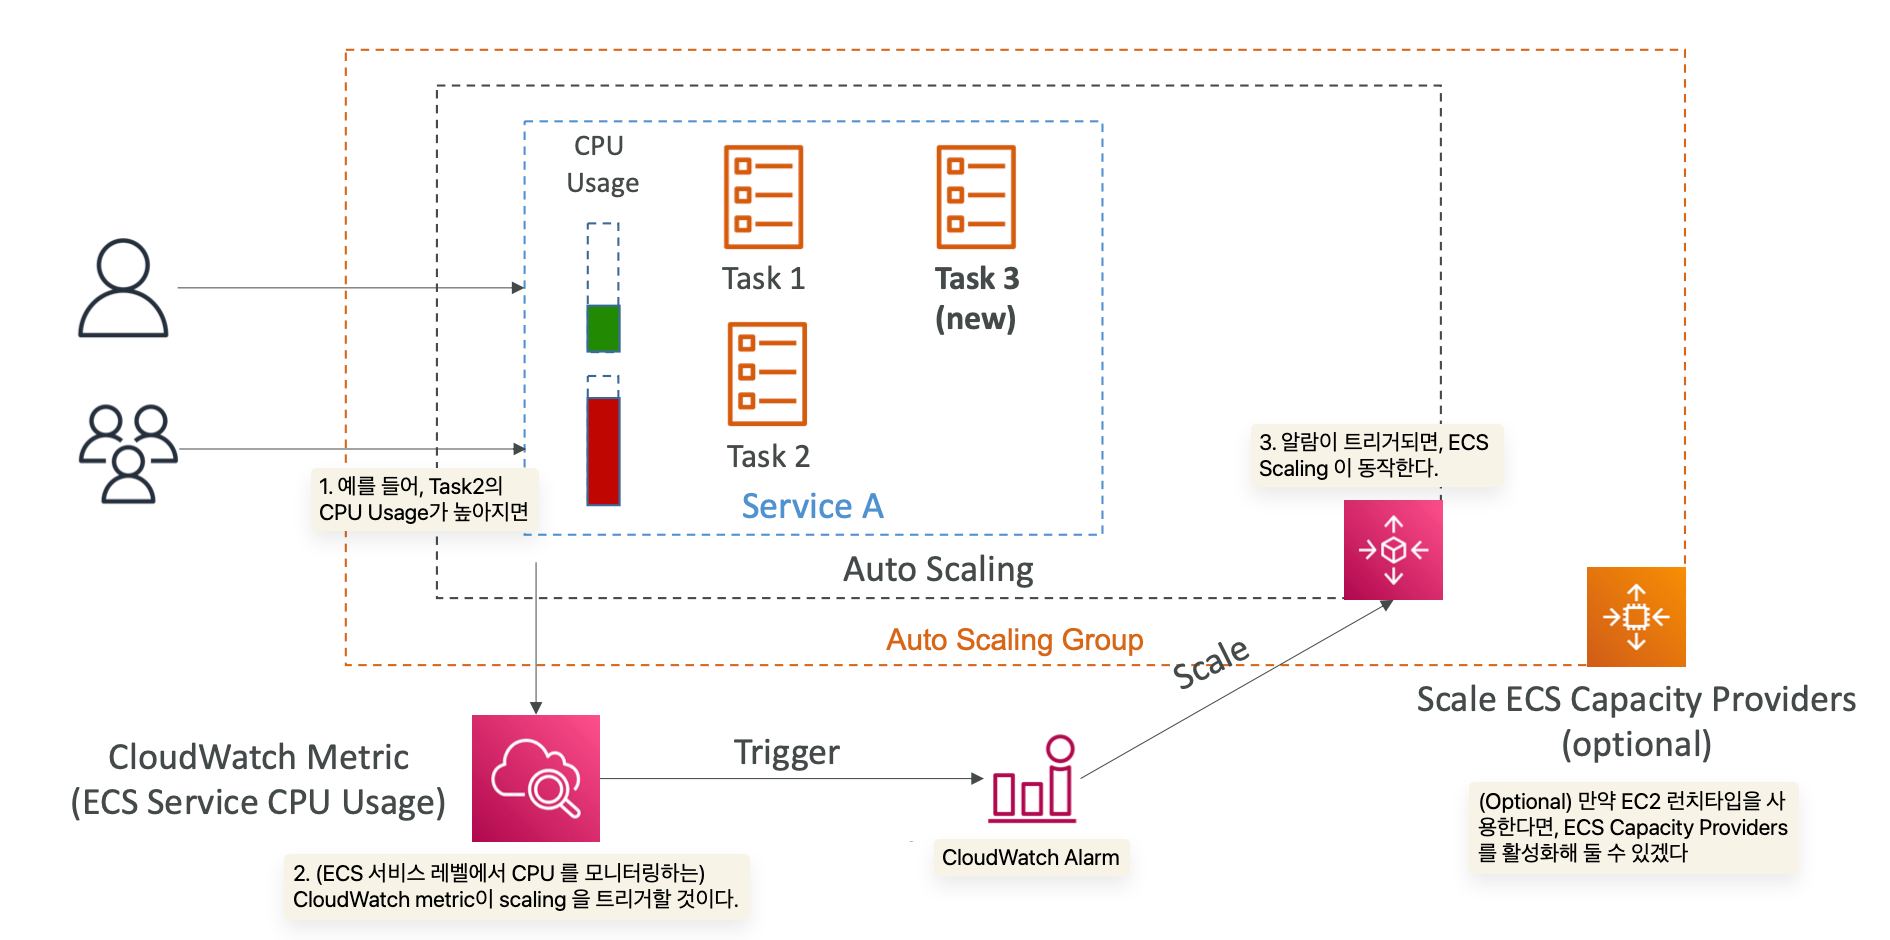 CPU
Usage
Task 1
Task 3
(new)
Task 2
Service A
1. 예를 들어, Task2의
CPU Usage가 높아지면
3. 알람이 트리거되면, ECS
Scaling 이 동작한다.
Auto Scaling
Auto Scaling Group
Scale
Scale ECS Capacity Providers
(optional)
CloudWatch Metric
(ECS Service CPU Usage)
Trigger
(Optional) 만약 EC2 런치타입을 사
용한다면, ECS Capacity Providers
를 활성화해 둘 수 있겠다
CloudWatch Alarm
2. (ECS 서비스 레벨에서 CPU 를 모니터링하는)
CloudWatch metric이 scaling 을 트리거할 것이다.